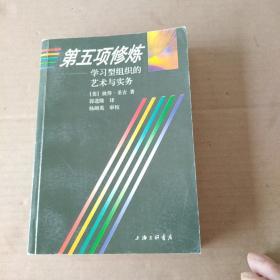 第五项修炼
学习型组织的
艺术与实务
[美] 彼得·圣吉 著
郭进隆 译
杨硕英 审校
上海三联书店